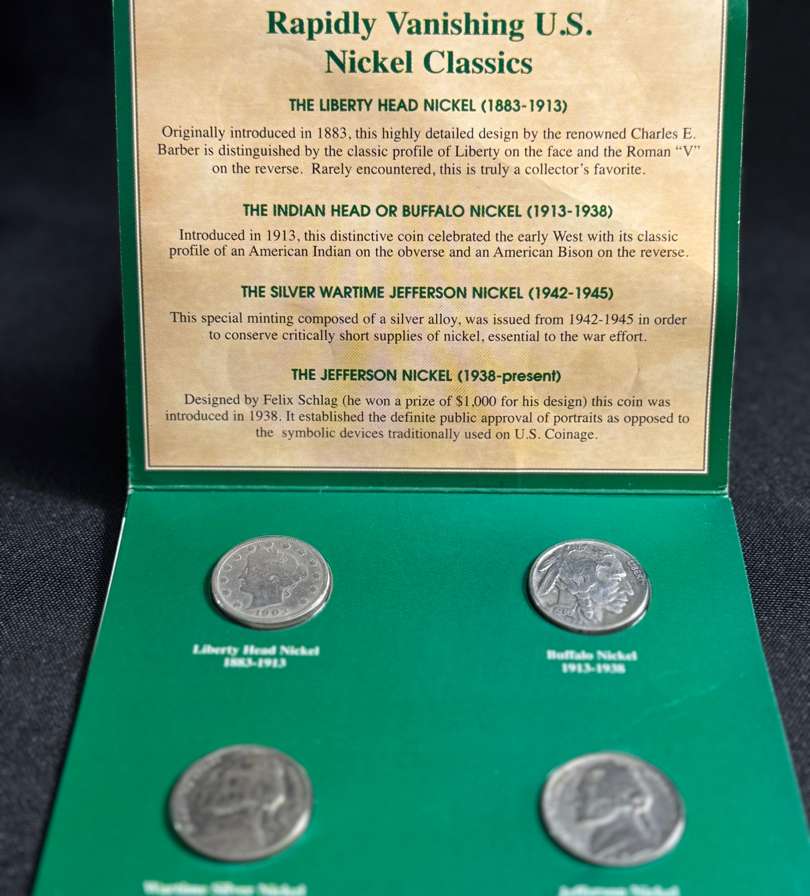 Rapidly Vanishing U.S.
Nickel Classics
THE LIBERTY HEAD NICKEL (1883-1913)
Originally introduced in 1883, this highly detailed design by the renowned Charles E.
Barber is distinguished by the classic profile of Liberty on the face and the Roman “V”
on the reverse. Rarely encountered, this is truly a collector’s favorite.
THE INDIAN HEAD OR BUFFALO NICKEL (1913-1938)
Introduced in 1913, this distinctive coin celebrated the early West with its classic
profile of an American Indian on the obverse and an American Bison on the reverse.
THE SILVER WARTIME JEFFERSON NICKEL (1942-1945)
This special minting composed of a silver alloy, was issued from 1942-1945 in order
to conserve critically short supplies of nickel, essential to the war effort.
THE JEFFERSON NICKEL (1938-present)
Designed by Felix Schlag (he won a prize of $1,000 for his design) this coin was
introduced in 1938. It established the definite public approval of portraits as opposed to
the symbolic devices traditionally used on U.S. Coinage.
Liberty Head Nickel
1883-1913
Buffalo Nickel
1913-1938
Wartime Silver Nickel
Jefferson Nickel